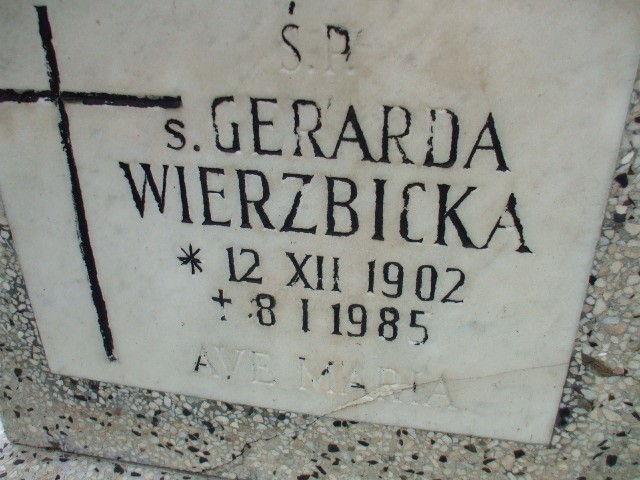 Ś.P.
s. GERARDA
WIERZBICKA
* 12 XII 1902
+ 8 I 1985
AVE MARIA